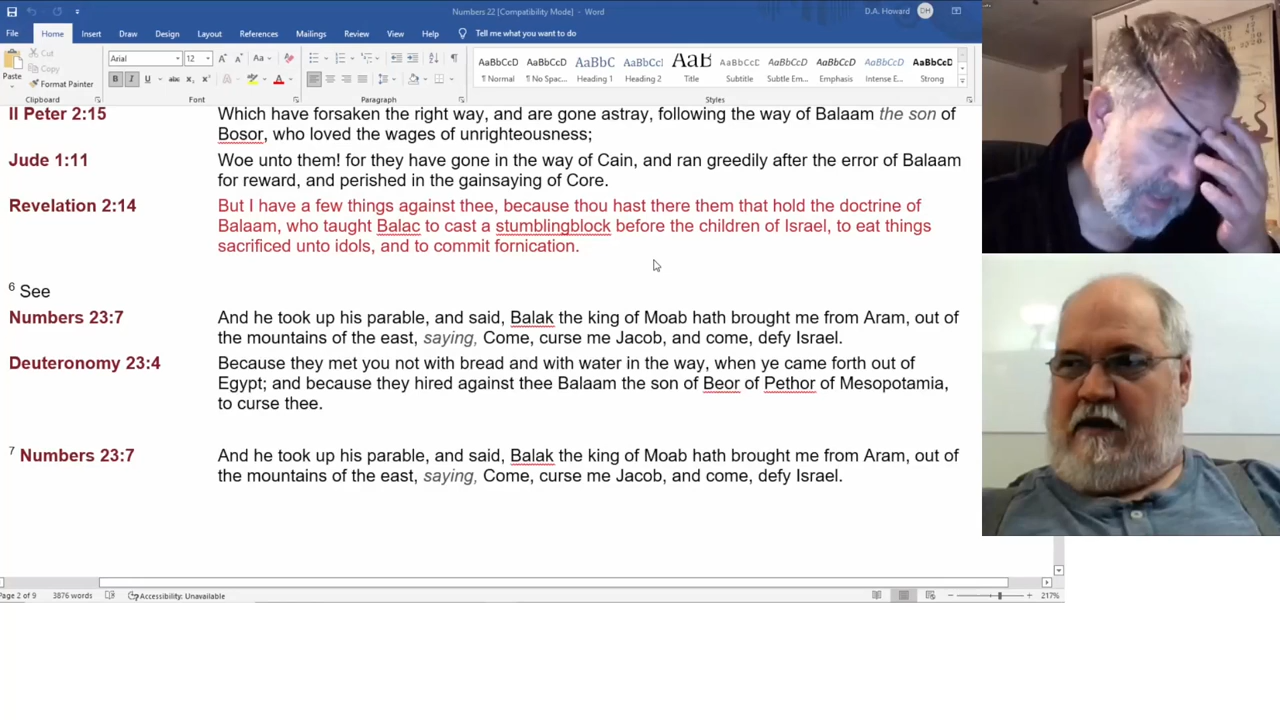 Numbers 22 [Compatibility Mode] - Word
D.A. Howard
DH
File Home Insert Draw Design Layout References Mailings Review View Help Tell me what you want to do
Paste
Cut
Copy
Format Painter
Clipboard
Arial 12
Font
Paragraph
AaBbCcD AaBbCcD AaBbC AaBbCcI AaB AaBbCcD AaBbCcD AaBbCcD AaBbCcD AaBbCcD
¶ Normal ¶ No Spac... Heading 1 Heading 2 Title Subtitle Subtle Em... Emphasis Intense E... Strong
Styles
II Peter 2:15 Which have forsaken the right way, and are gone astray, following the way of Balaam the son of
Bosor, who loved the wages of unrighteousness;
Jude 1:11 Woe unto them! for they have gone in the way of Cain, and ran greedily after the error of Balaam
for reward, and perished in the gainsaying of Core.
Revelation 2:14 But I have a few things against thee, because thou hast there them that hold the doctrine of
Balaam, who taught Balac to cast a stumblingblock before the children of Israel, to eat things
sacrificed unto idols, and to commit fornication.
6 See
Numbers 23:7 And he took up his parable, and said, Balak the king of Moab hath brought me from Aram, out of
the mountains of the east, saying, Come, curse me Jacob, and come, defy Israel.
Deuteronomy 23:4 Because they met you not with bread and with water in the way, when ye came forth out of
Egypt; and because they hired against thee Balaam the son of Beor of Pethor of Mesopotamia,
to curse thee.
7 Numbers 23:7 And he took up his parable, and said, Balak the king of Moab hath brought me from Aram, out of
the mountains of the east, saying, Come, curse me Jacob, and come, defy Israel.
Page 2 of 9 3876 words Accessibility: Unavailable 217%